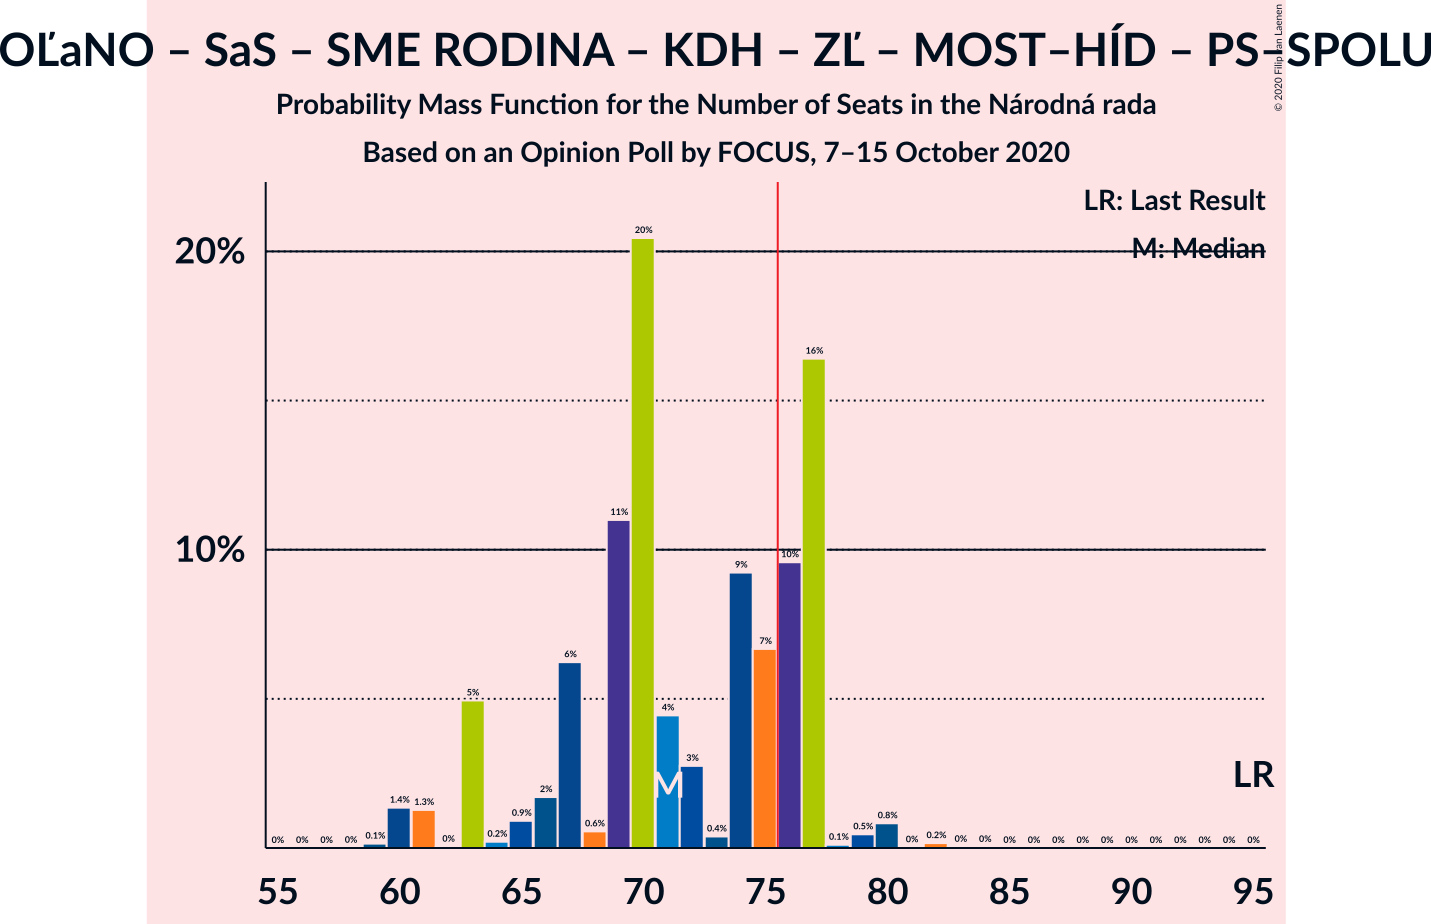 OĽaNO – SaS – SME RODINA – KDH – ZĽ – MOST–HÍD – PS–SPOLU
© 2020 Filip van Laenen
Probability Mass Function for the Number of Seats in the Národná rada
Based on an Opinion Poll by FOCUS, 7–15 October 2020
LR: Last Result
M: Median
20%
10%
0% 0% 0% 0% 0.1% 1.4% 1.3% 0% 5% 0.2% 0.9% 2% 6% 0.6% 11% 20% 4% 3% 0.4% 9% 7% 10% 16% 0.1% 0.5% 0.8% 0% 0.2% 0% 0% 0% 0% 0% 0% 0% 0% 0% 0% 0% 0% 0%
M
LR
55 60 65 70 75 80 85 90 95